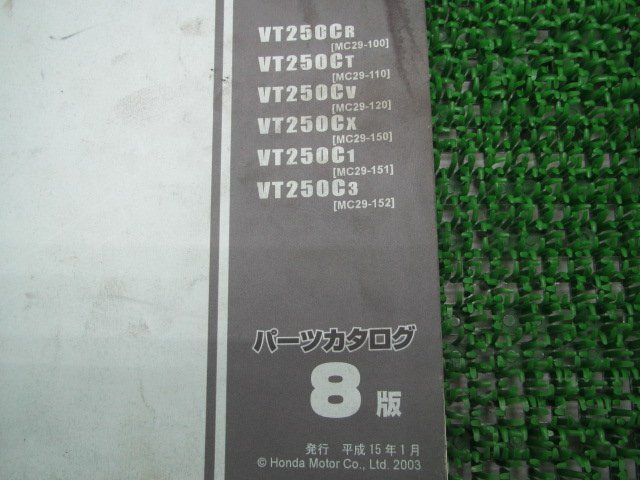 VT250CR
[MC29-100]
VT250CT
[MC29-110]
VT250CV
[MC29-120]
VT250CX
[MC29-150]
VT250C1
[MC29-151]
VT250C3
[MC29-152]
パーツカタログ
8版
発行 平成15年1月
© Honda Motor Co., Ltd. 2003